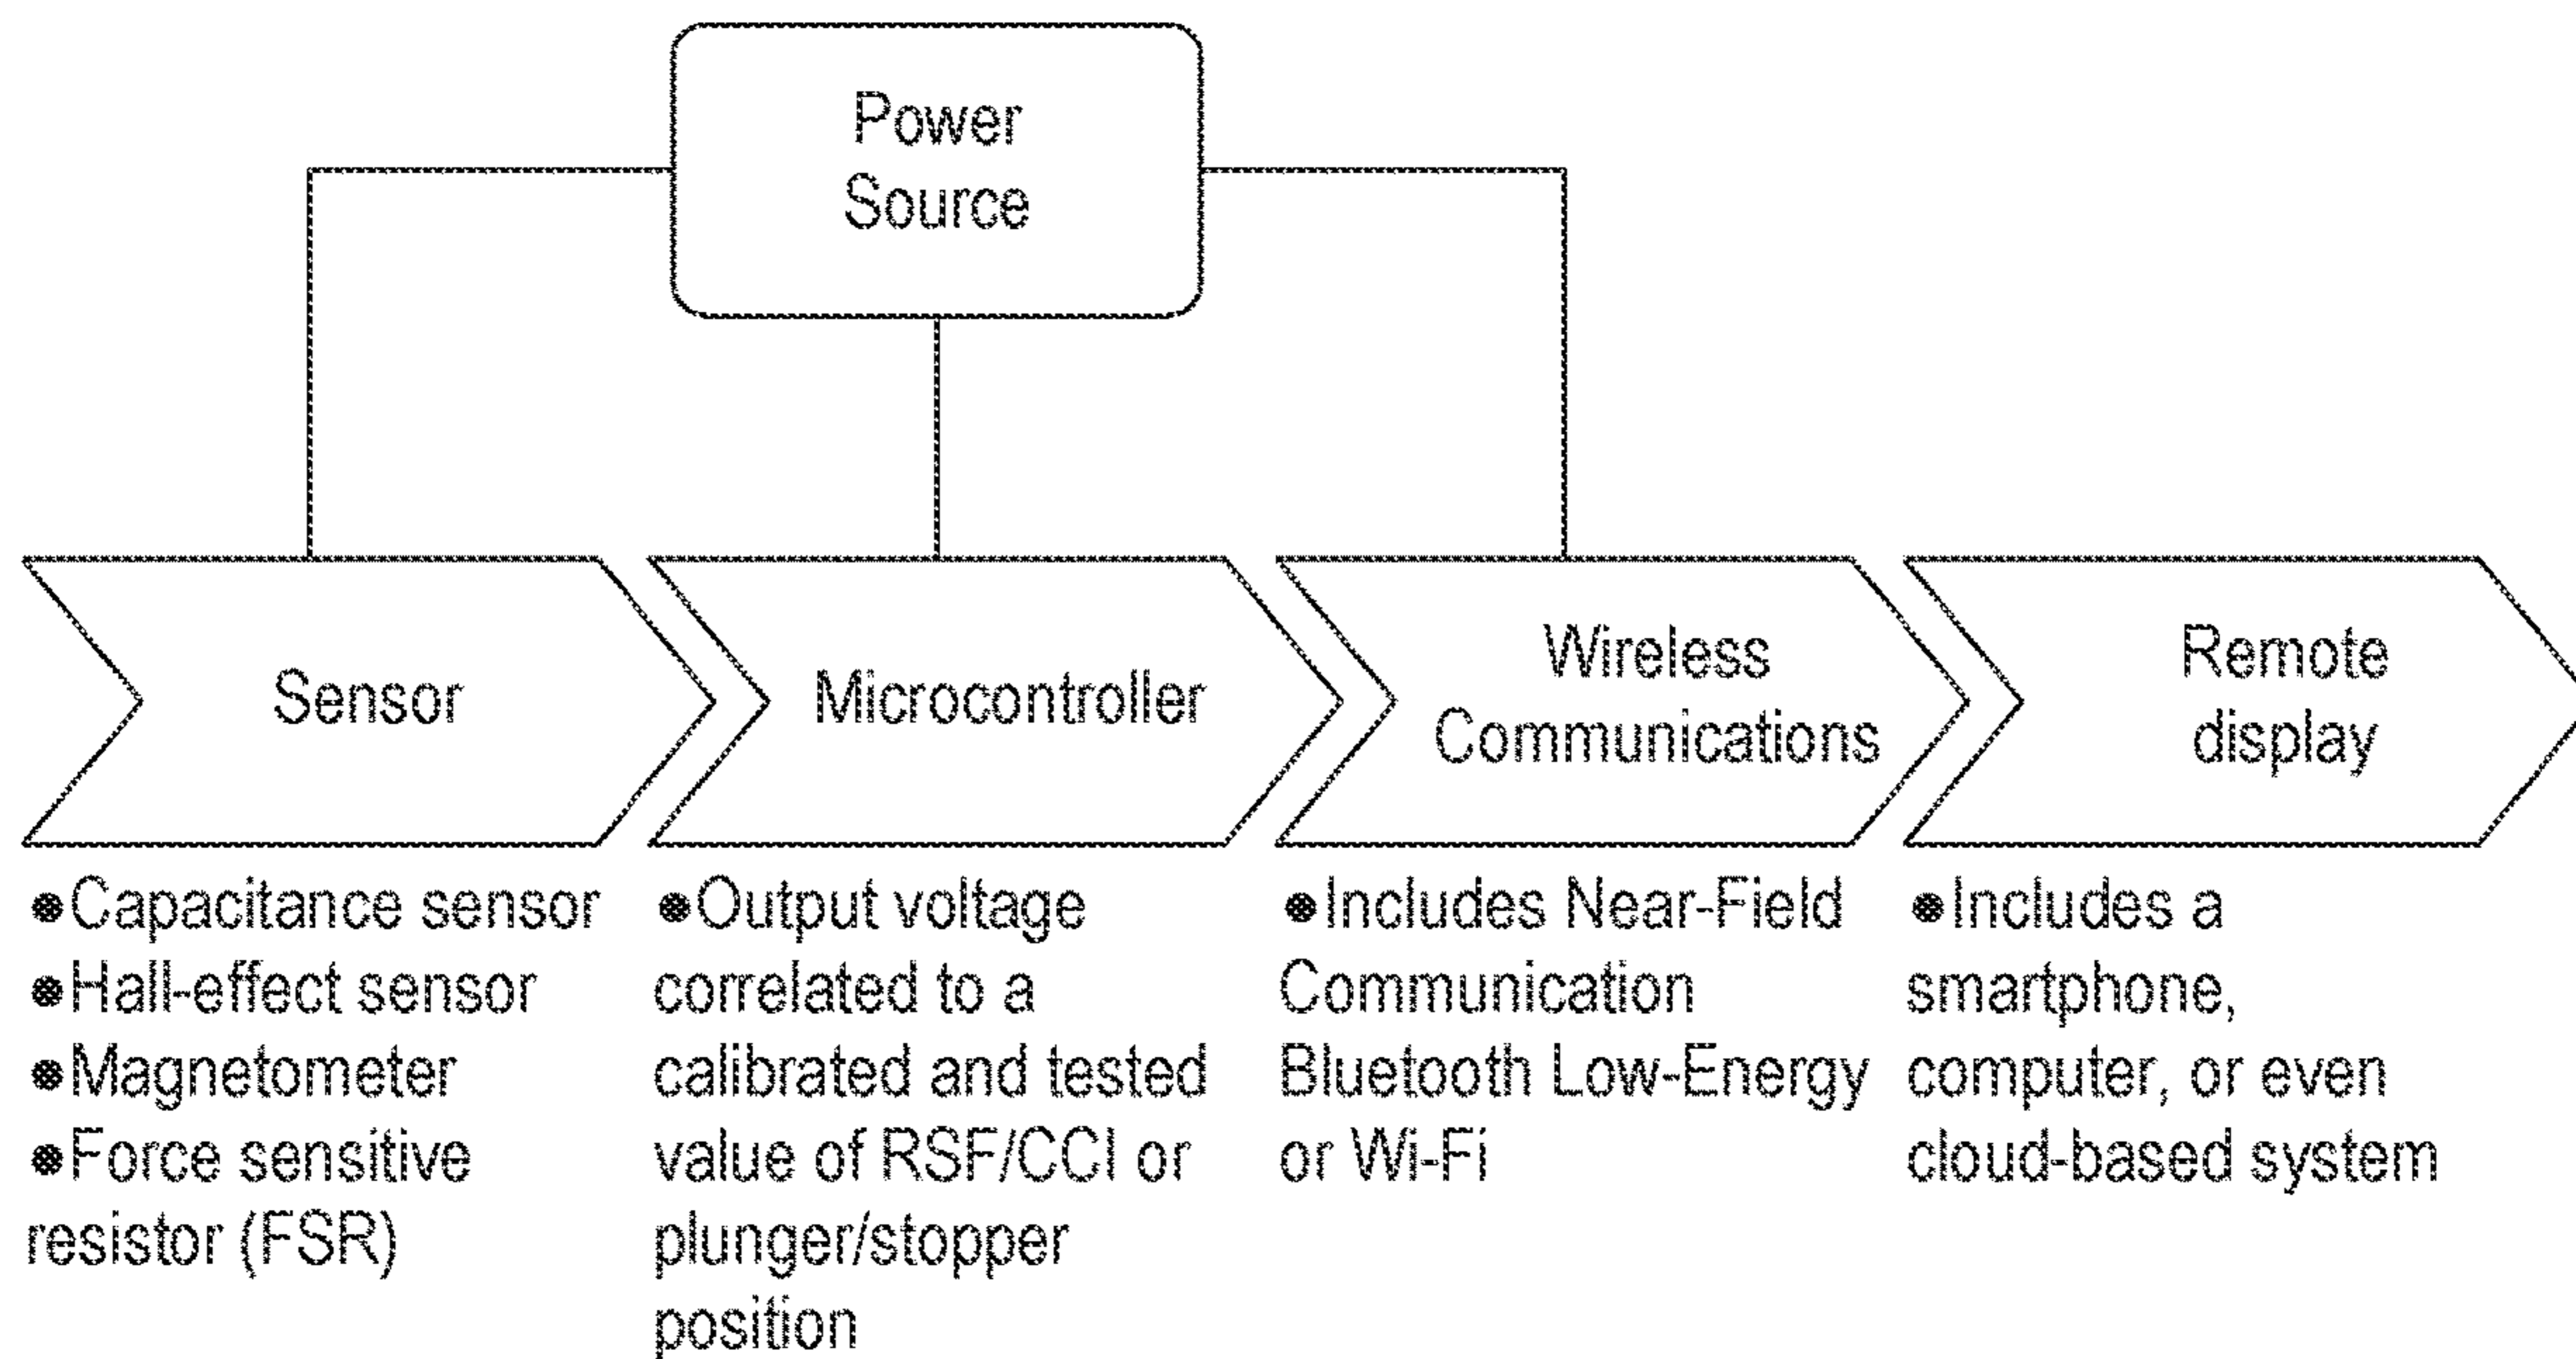 Power
Source
Sensor
Microcontroller
Wireless
Communications
Remote
display
●Capacitance sensor
●Hall-effect sensor
●Magnetometer
●Force sensitive
resistor (FSR)
●Output voltage
correlated to a
calibrated and tested
value of RSF/CCI or
plunger/stopper
position
●Includes Near-Field
Communication
Bluetooth Low-Energy
or Wi-Fi
●Includes a
smartphone,
computer, or even
cloud-based system